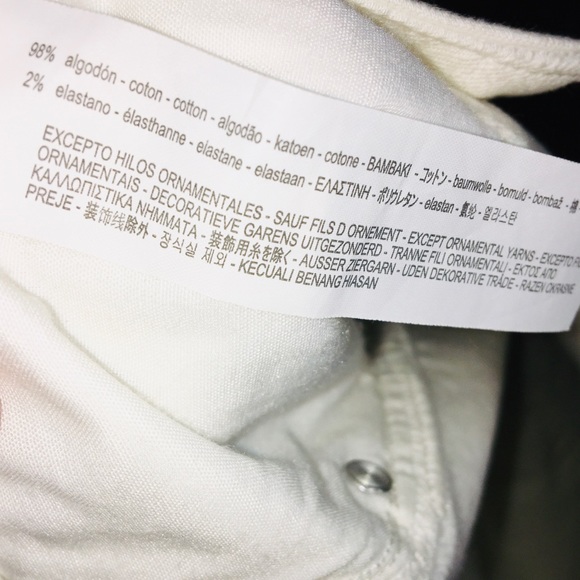 98% algodón - coton - cotton - algodão - katoen - cotone - ΒΑΜΒΑΚΙ - コットン - baumwolle - bomuld - bombaž - 棉
2% elastano - élasthanne - elastane - elastaan - ΕΛΑΣΤΙΝΗ - ポリウレタン - elastan - 氨纶 - 엘라스탄
EXCEPTO HILOS ORNAMENTALES - SAUF FILS D ORNEMENT - EXCEPT ORNAMENTAL YARNS - EXCEPTO
ORNAMENTAIS - DECORATIEVE GARENS UITGEZONDERD - TRANNE FILI ORNAMENTALI - ΕΚΤΟΣ ΑΠΟ
ΚΑΛΛΩΠΙΣΤΙΚΑ ΝΗΜΜΑΤΑ - 装飾用糸を除く - AUSSER ZIERGARN - UDEN DEKORATIVE TRÅDE - RAZEN OKRASNE
PREJE - 装饰线除外 - 장식실 제외 - KECUALI BENANG HIASAN